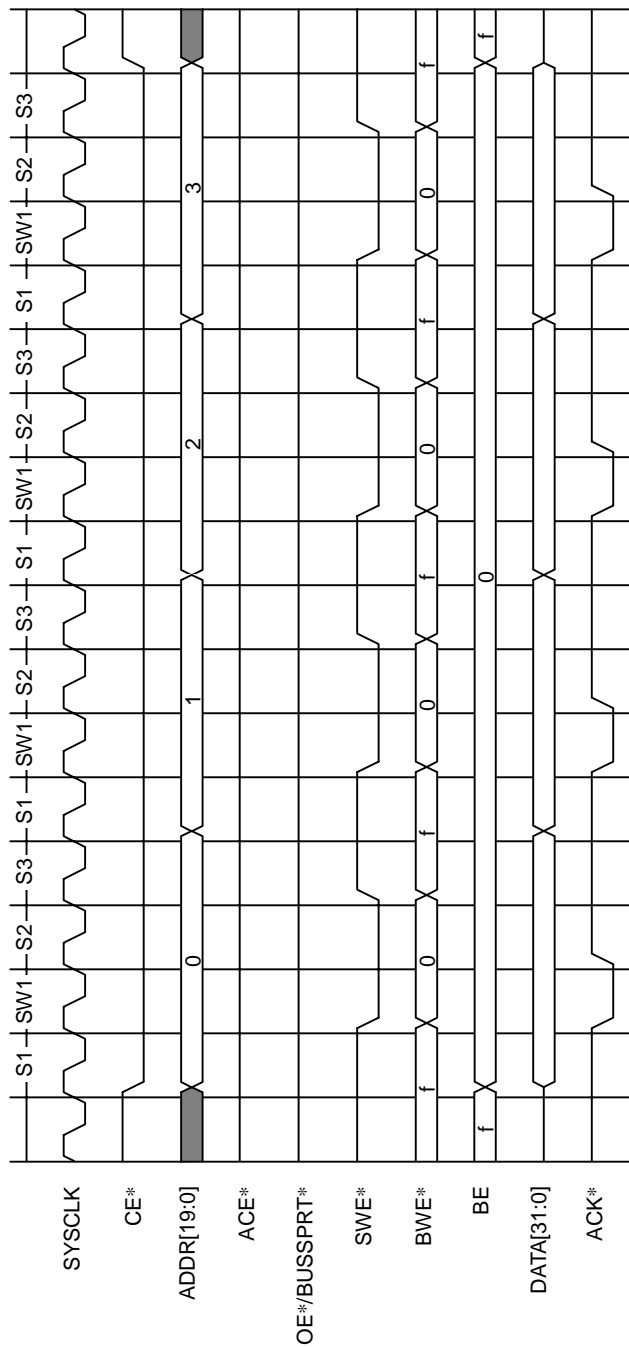 S1 SW1 S2 S3 S1 SW1 S2 S3 S1 SW1 S2 S3 S1 SW1 S2 S3
SYSCLK
CE*
ADDR[19:0] 0 1 2 3
ACE*
OE*/BUSSPRT*
SWE*
BWE* f 0 f 0 f 0 f 0 f
BE f 0 f
DATA[31:0]
ACK*